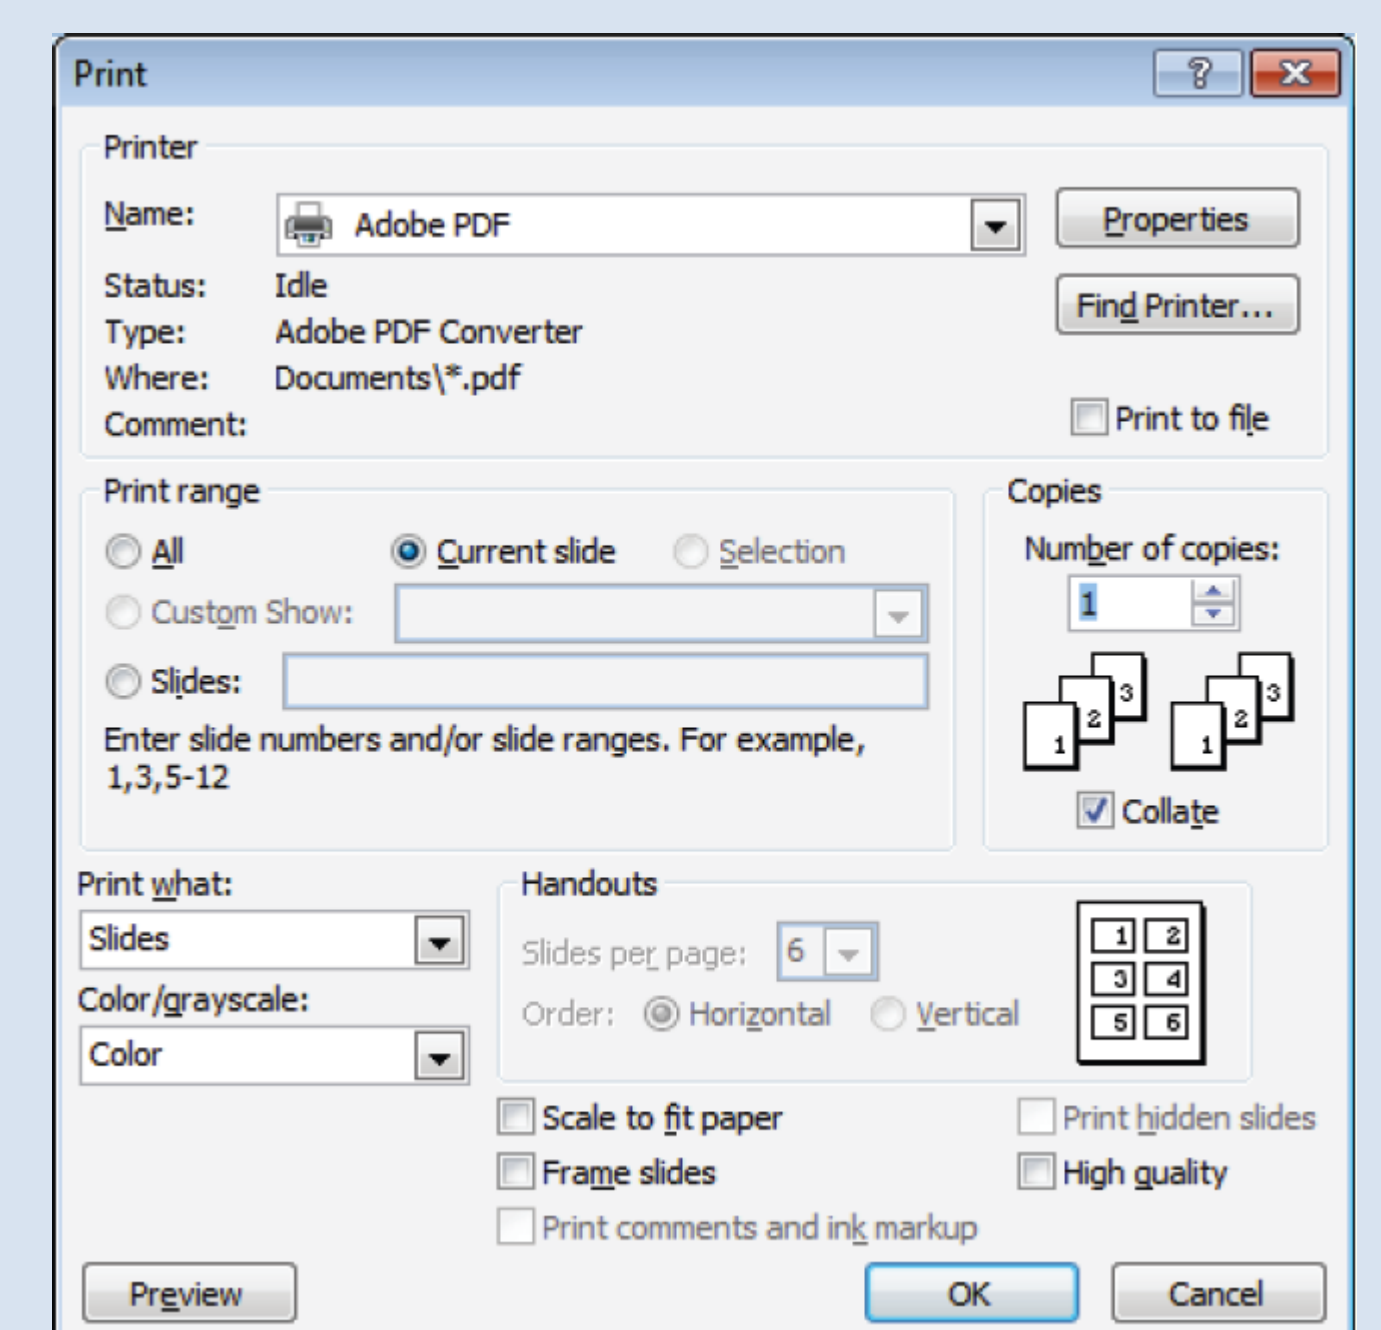 Print
Printer
Name: Adobe PDF Properties
Status: Idle
Find Printer...
Type: Adobe PDF Converter
Where: Documents\*.pdf
Comment: Print to file
Print range
All Current slide Selection
Custom Show:
Slides:
Enter slide numbers and/or slide ranges. For example,
1,3,5-12
Copies
Number of copies:
1
1 2 3 1 2 3
Collate
Print what:
Slides
Color/grayscale:
Color
Handouts
Slides per page: 6
Order: Horizontal Vertical
1 2
3 4
5 6
Scale to fit paper Print hidden slides
Frame slides High quality
Print comments and ink markup
Preview OK Cancel